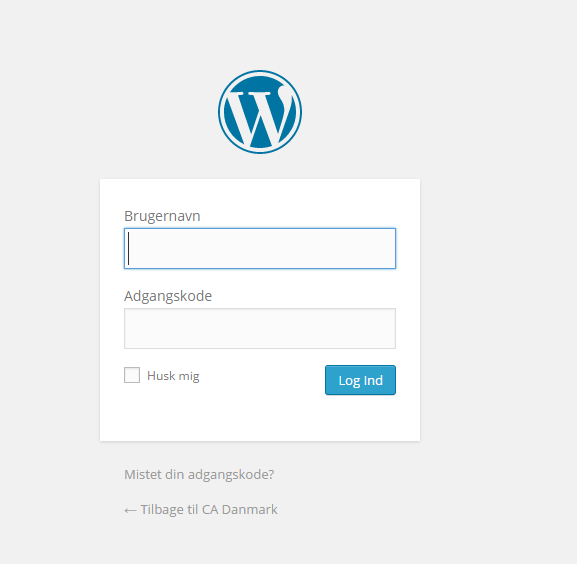 Brugernavn
Adgangskode
Husk mig
Log Ind
Mistet din adgangskode?
← Tilbage til CA Danmark